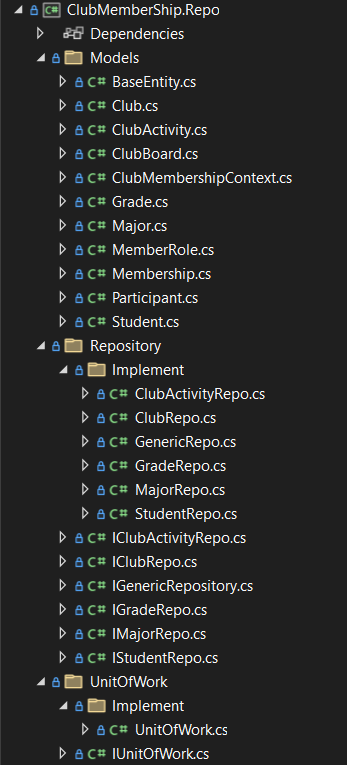 C# ClubMemberShip.Repo
Dependencies
Models
C# BaseEntity.cs
C# Club.cs
C# ClubActivity.cs
C# ClubBoard.cs
C# ClubMembershipContext.cs
C# Grade.cs
C# Major.cs
C# MemberRole.cs
C# Membership.cs
C# Participant.cs
C# Student.cs
Repository
Implement
C# ClubActivityRepo.cs
C# ClubRepo.cs
C# GenericRepo.cs
C# GradeRepo.cs
C# MajorRepo.cs
C# StudentRepo.cs
C# IClubActivityRepo.cs
C# IClubRepo.cs
C# IGenericRepository.cs
C# IGradeRepo.cs
C# IMajorRepo.cs
C# IStudentRepo.cs
UnitOfWork
Implement
C# UnitOfWork.cs
C# IUnitOfWork.cs